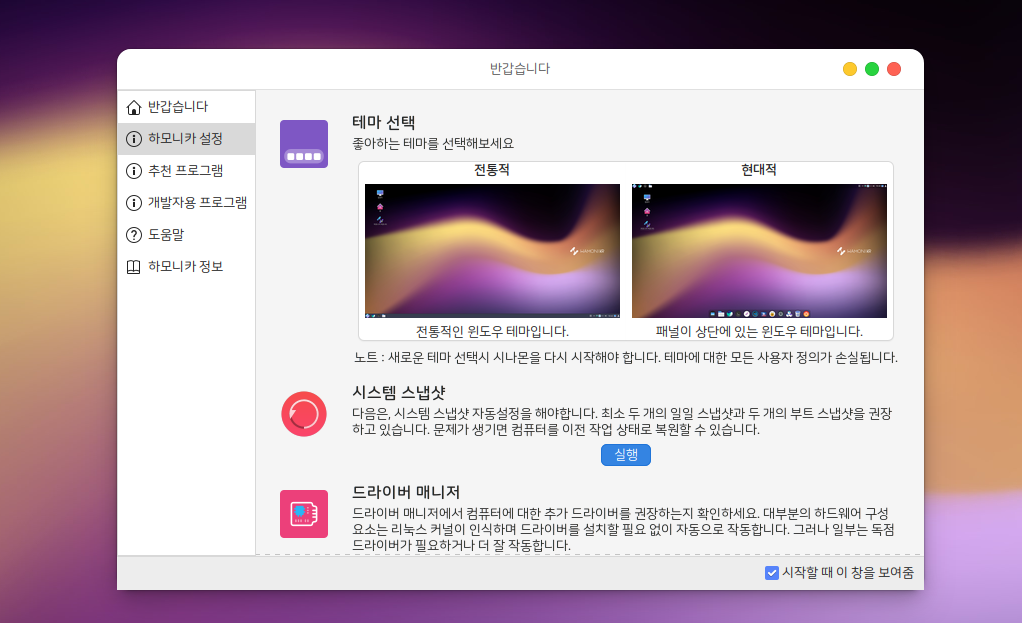 반갑습니다
반갑습니다
하모니카 설정
추천 프로그램
개발자용 프로그램
도움말
하모니카 정보
테마 선택
좋아하는 테마를 선택해보세요
전통적
현대적
전통적인 윈도우 테마입니다.
패널이 상단에 있는 윈도우 테마입니다.
노트 : 새로운 테마 선택시 시나몬을 다시 시작해야 합니다. 테마에 대한 모든 사용자 정의가 손실됩니다.
시스템 스냅샷
다음은, 시스템 스냅샷 자동설정을 해야합니다. 최소 두 개의 일일 스냅샷과 두 개의 부트 스냅샷을 권장
하고 있습니다. 문제가 생기면 컴퓨터를 이전 작업 상태로 복원할 수 있습니다.
실행
드라이버 매니저
드라이버 매니저에서 컴퓨터에 대한 추가 드라이버를 권장하는지 확인하세요. 대부분의 하드웨어 구성
요소는 리눅스 커널이 인식하며 드라이버를 설치할 필요 없이 자동으로 작동합니다. 그러나 일부는 독점
드라이버가 필요하거나 더 잘 작동합니다.
시작할 때 이 창을 보여줌